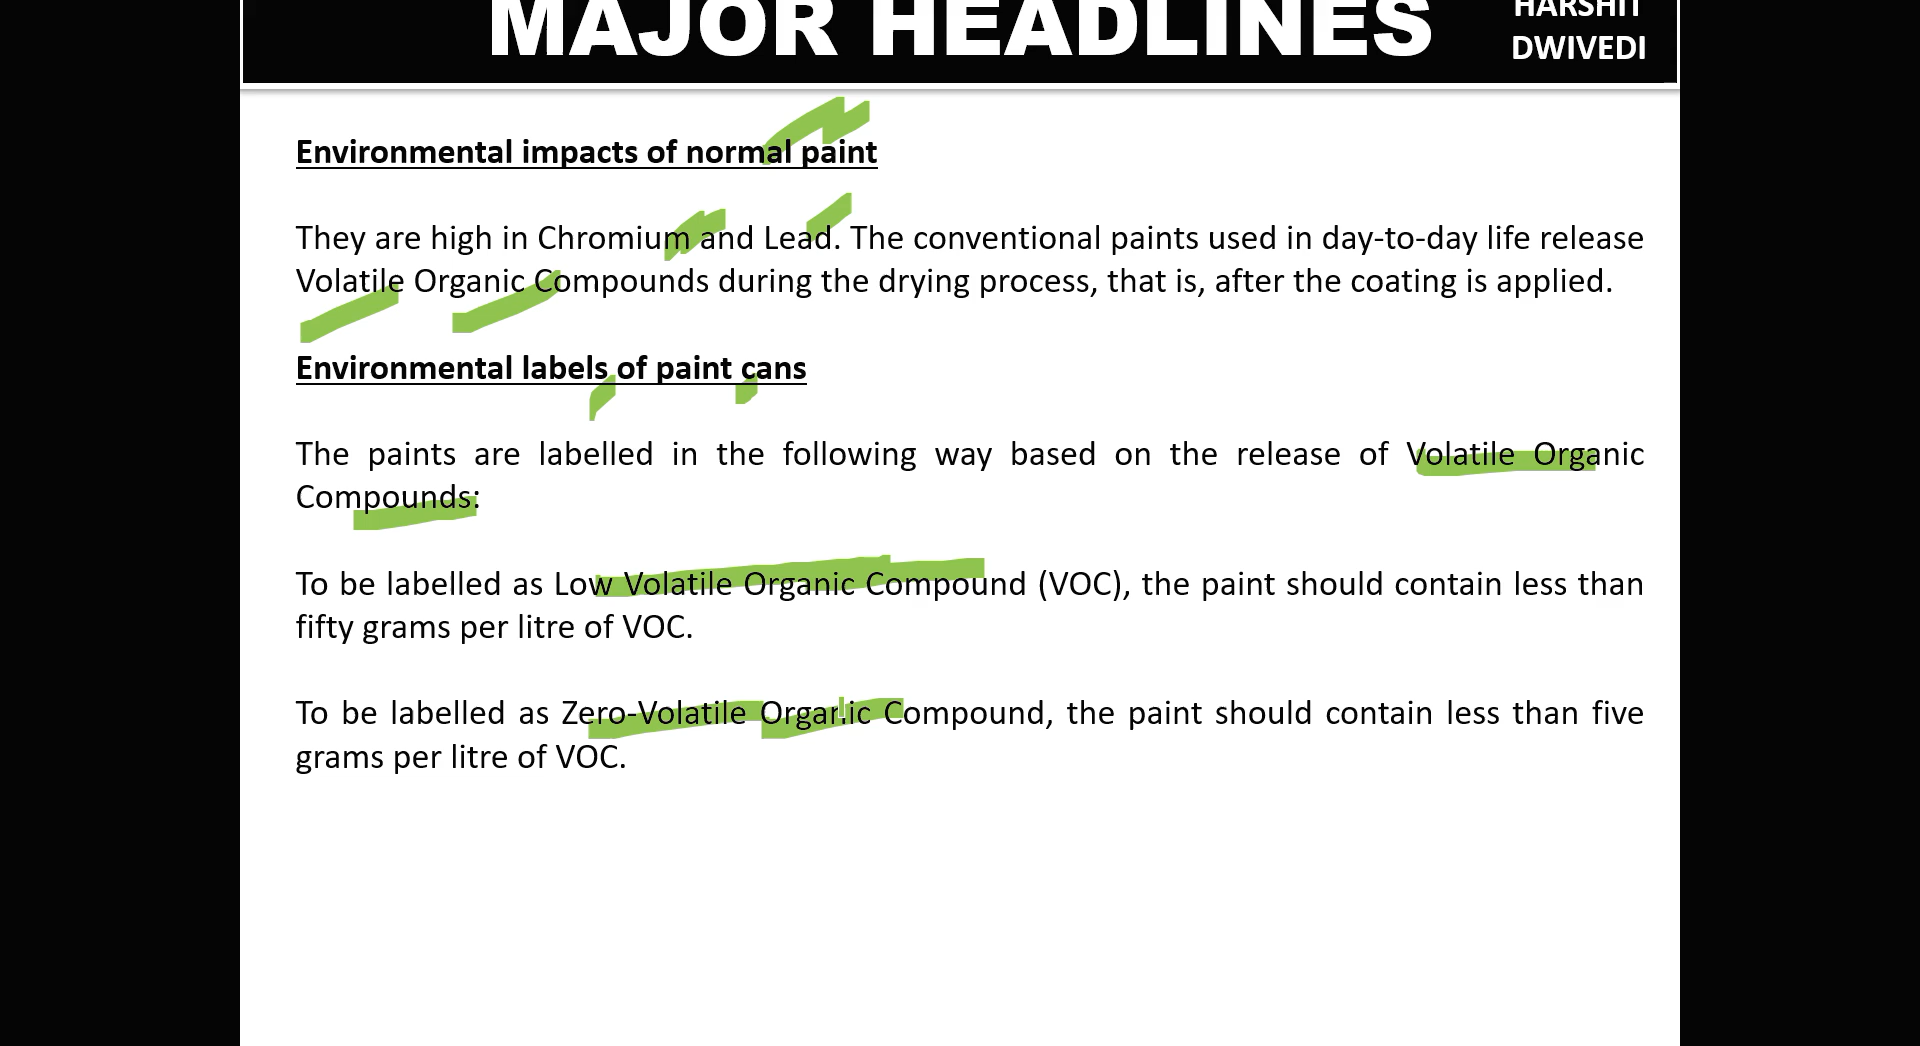 MAJOR HEADLINES
HARSHIT
DWIVEDI
Environmental impacts of normal paint
They are high in Chromium and Lead. The conventional paints used in day-to-day life release
Volatile Organic Compounds during the drying process, that is, after the coating is applied.
Environmental labels of paint cans
The paints are labelled in the following way based on the release of Volatile Organic
Compounds:
To be labelled as Low Volatile Organic Compound (VOC), the paint should contain less than
fifty grams per litre of VOC.
To be labelled as Zero-Volatile Organic Compound, the paint should contain less than five
grams per litre of VOC.